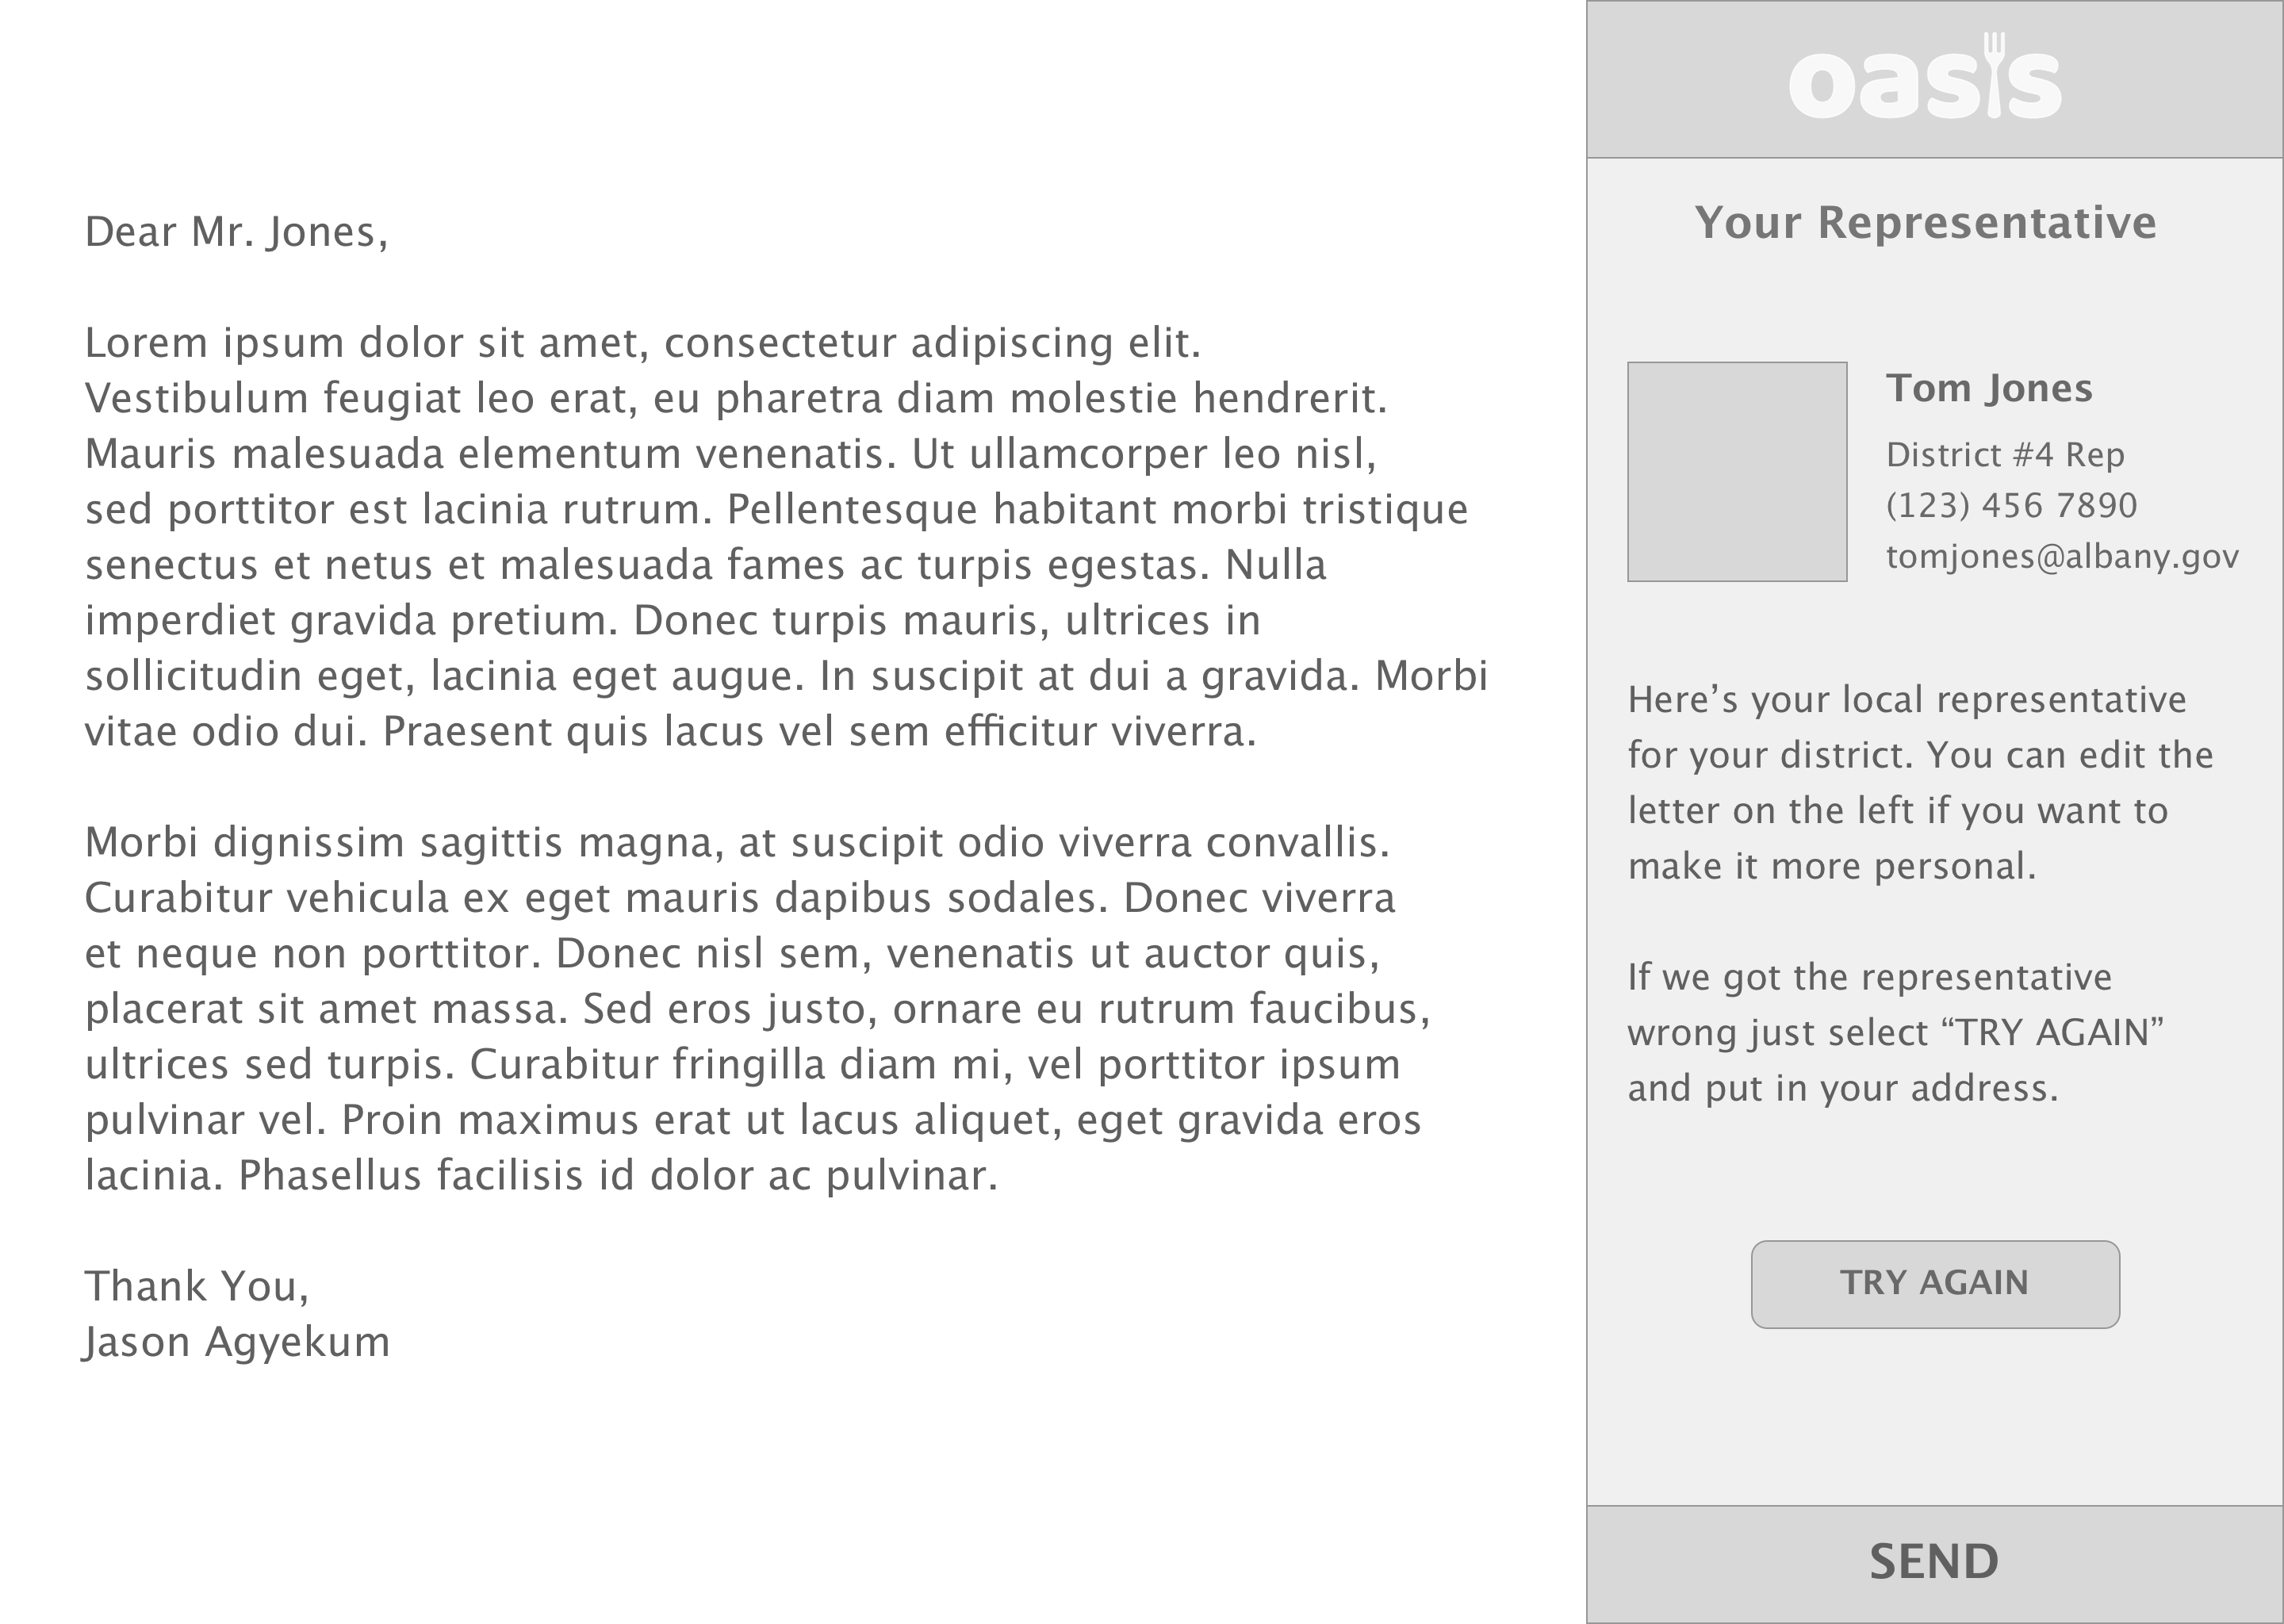 Dear Mr. Jones,
Lorem ipsum dolor sit amet, consectetur adipiscing elit.
Vestibulum feugiat leo erat, eu pharetra diam molestie hendrerit.
Mauris malesuada elementum venenatis. Ut ullamcorper leo nisl,
sed porttitor est lacinia rutrum. Pellentesque habitant morbi tristique
senectus et netus et malesuada fames ac turpis egestas. Nulla
imperdiet gravida pretium. Donec turpis mauris, ultrices in
sollicitudin eget, lacinia eget augue. In suscipit at dui a gravida. Morbi
vitae odio dui. Praesent quis lacus vel sem efficitur viverra.
Morbi dignissim sagittis magna, at suscipit odio viverra convallis.
Curabitur vehicula ex eget mauris dapibus sodales. Donec viverra
et neque non porttitor. Donec nisl sem, venenatis ut auctor quis,
placerat sit amet massa. Sed eros justo, ornare eu rutrum faucibus,
ultrices sed turpis. Curabitur fringilla diam mi, vel porttitor ipsum
pulvinar vel. Proin maximus erat ut lacus aliquet, eget gravida eros
lacinia. Phasellus facilisis id dolor ac pulvinar.
Thank You,
Jason Agyekum
oasis
Your Representative
Tom Jones
District #4 Rep
(123) 456 7890
tomjones@albany.gov
Here’s your local representative
for your district. You can edit the
letter on the left if you want to
make it more personal.
If we got the representative
wrong just select “TRY AGAIN”
and put in your address.
TRY AGAIN
SEND